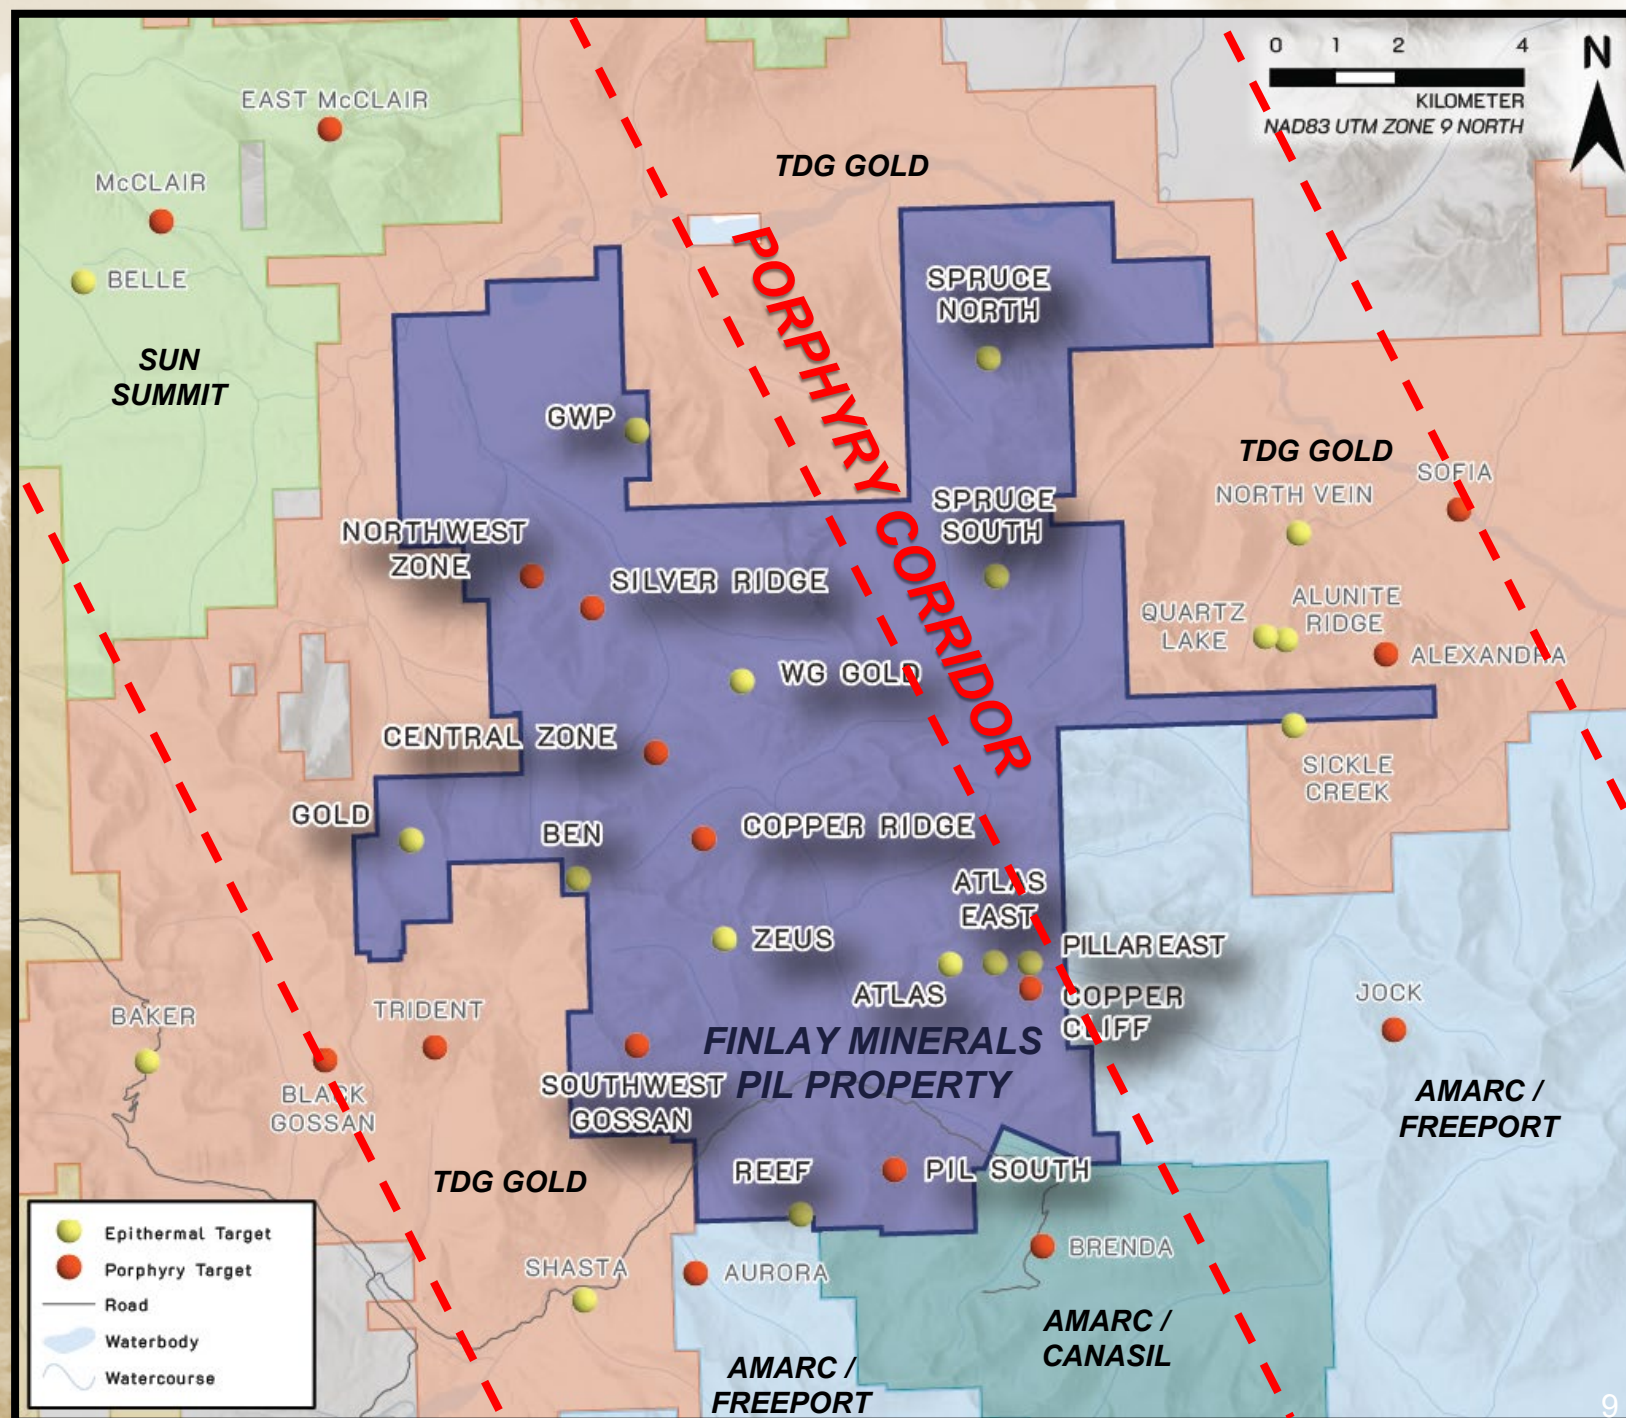 0 1 2 4
N
KILOMETER
NAD83 UTM ZONE 9 NORTH
EAST McCLAIR
McCLAIR
BELLE
TDG GOLD
SUN
SUMMIT
PORPHYRY CORRIDOR
SPRUCE
NORTH
GWP
TDG GOLD
SOFIA
NORTH VEIN
SPRUCE
SOUTH
NORTHWEST
ZONE
SILVER RIDGE
QUARTZ
LAKE
ALUNITE
RIDGE
ALEXANDRA
WG GOLD
CENTRAL ZONE
SICKLE
CREEK
GOLD
BEN
COPPER RIDGE
ATLAS
EAST
ZEUS
PILLAR EAST
ATLAS
COPPER
CLIFF
JOCK
BAKER
TRIDENT
FINLAY MINERALS
PIL PROPERTY
BLACK
GOSSAN
SOUTHWEST
GOSSAN
AMARC /
FREEPORT
TDG GOLD
REEF
PIL SOUTH
BRENDA
SHASTA
AURORA
AMARC /
CANASIL
AMARC /
FREEPORT
Epithermal Target
Porphyry Target
Road
Waterbody
Watercourse
9